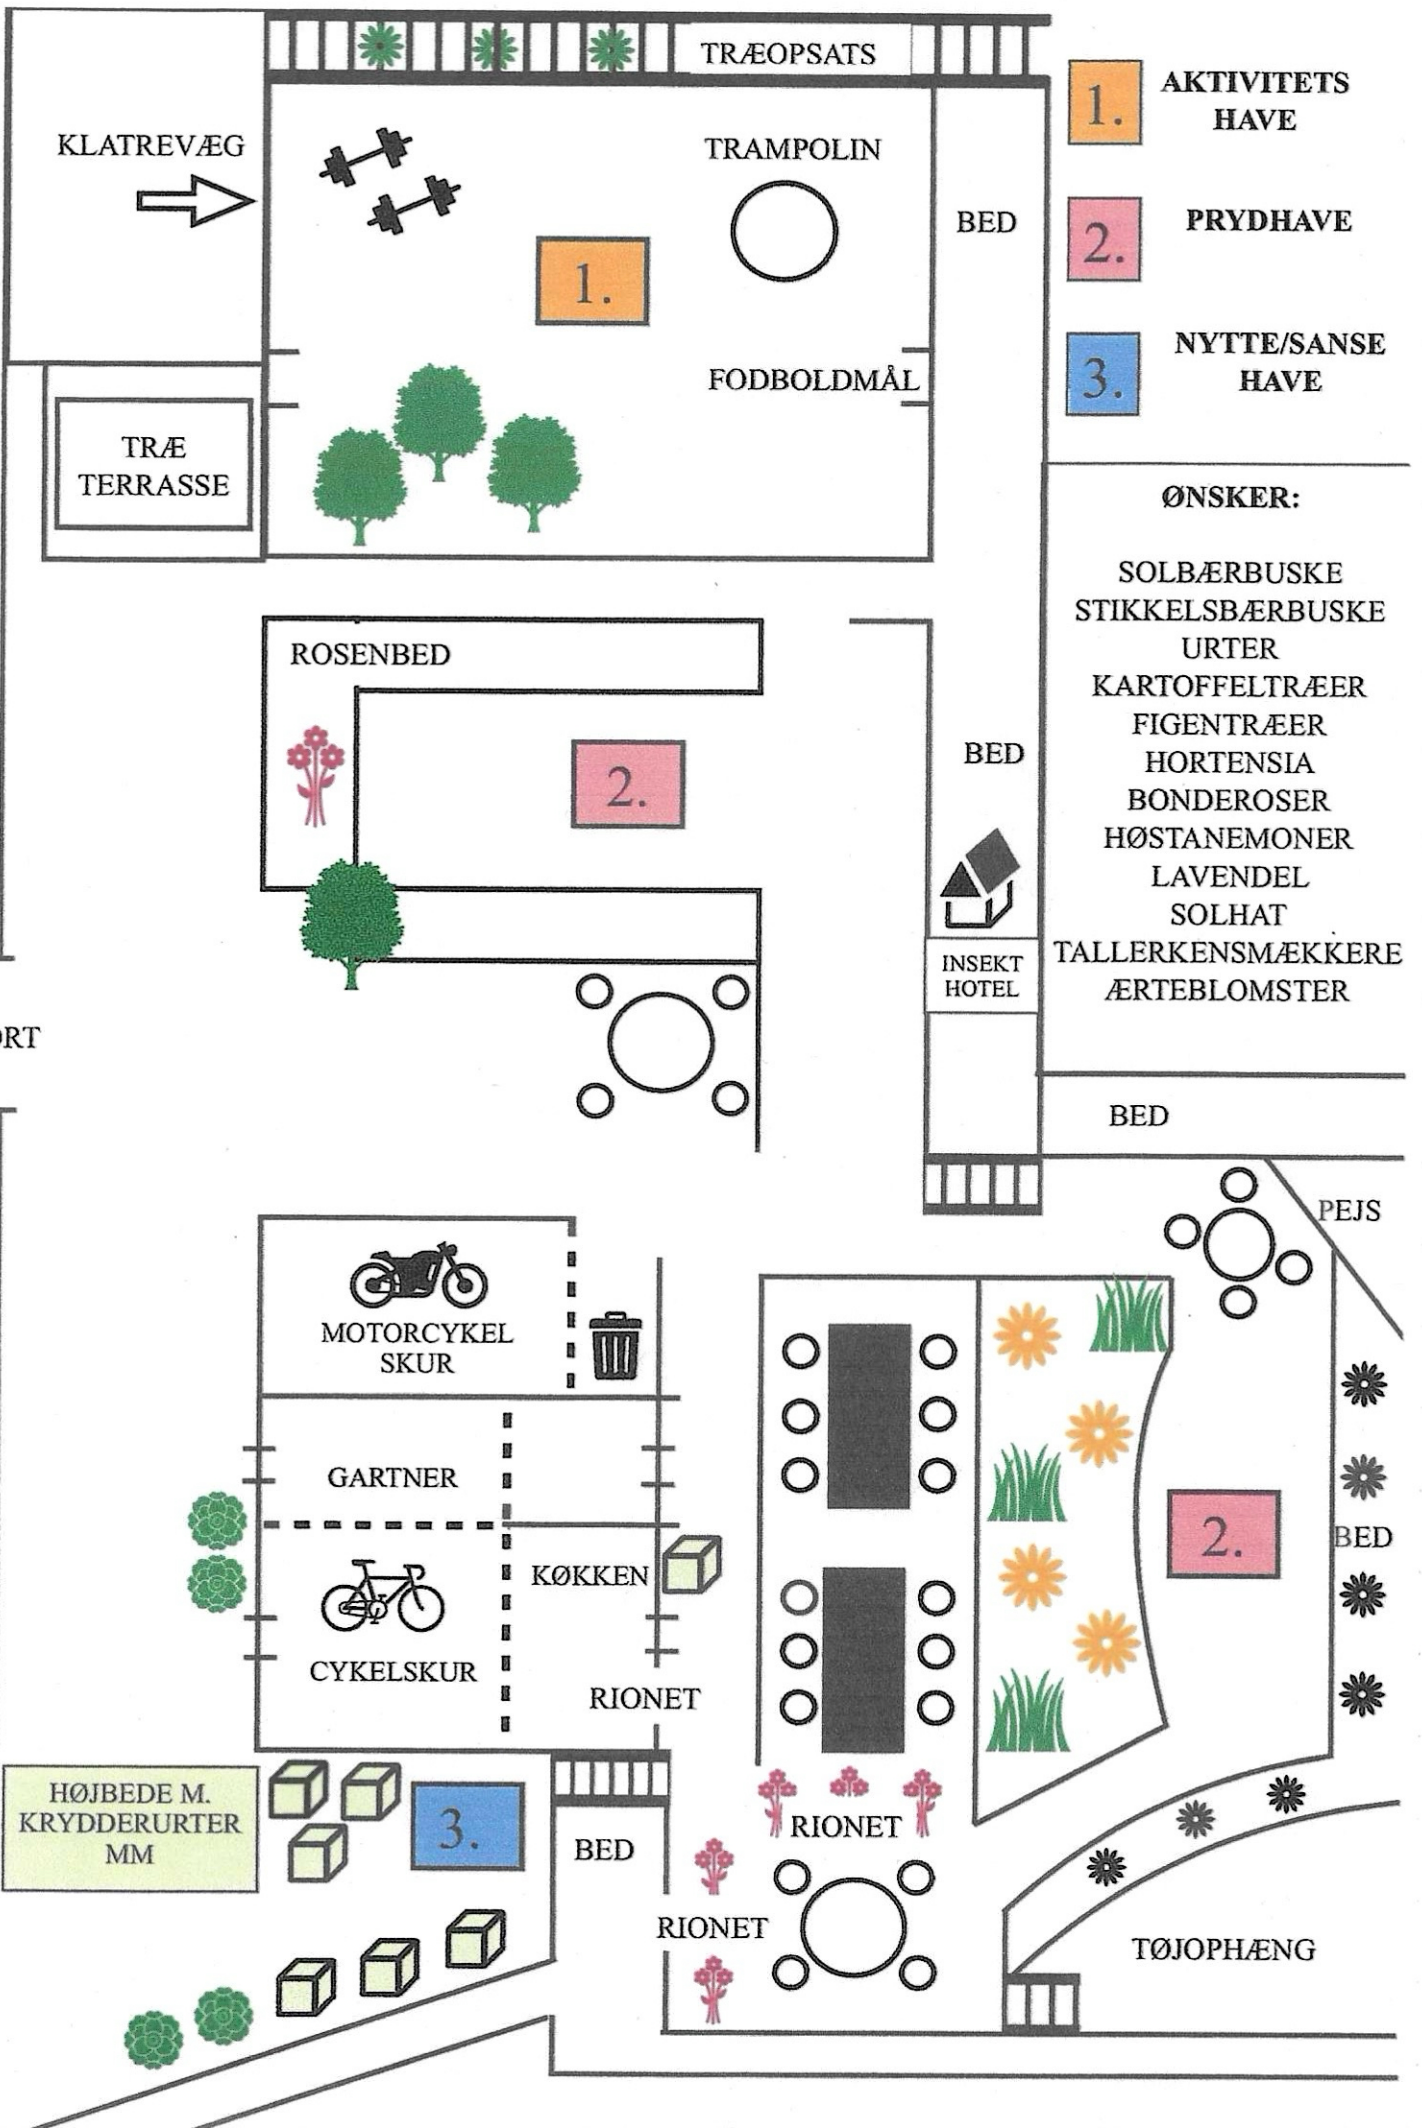 TRÆOPSATS
KLATREVÆG
TRAMPOLIN
BED
1.
FODBOLDMÅL
TRÆ
TERRASSE
1.
AKTIVITETS
HAVE
2.
PRYDHAVE
3.
NYTTE/SANSE
HAVE
ØNSKER:
SOLBÆRBUSKE
STIKKELSBÆRBUSKE
URTER
KARTOFFELTRÆER
FIGENTRÆER
HORTENSIA
BONDEROSER
HØSTANEMONER
LAVENDEL
SOLHAT
TALLERKENSMÆKKERE
ÆRTEBLOMSTER
ROSENBED
2.
BED
INSEKT
HOTEL
ORT
BED
PEJS
MOTORCYKEL
SKUR
GARTNER
KØKKEN
CYKELSKUR
RIONET
2.
BED
HØJBEDE M.
KRYDDERURTER
MM
3.
BED
RIONET
RIONET
TØJOPHÆNG